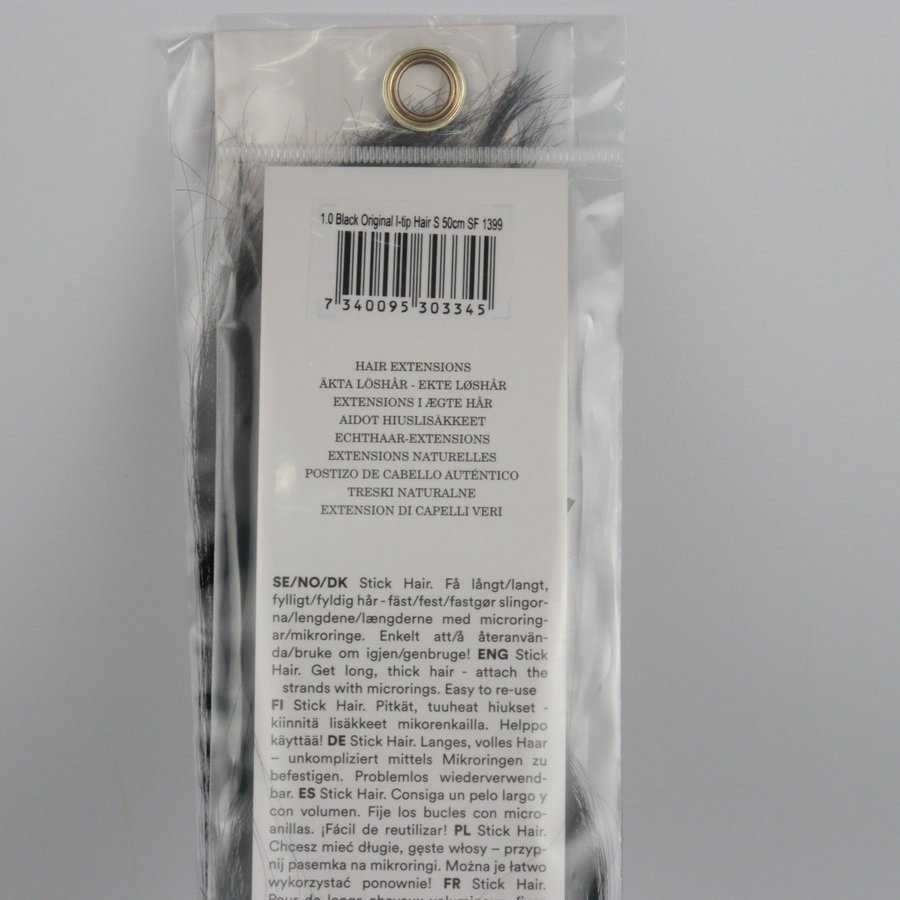 1.0 Black Original I-tip Hair S 50cm SF 1399
7 340095 303345
HAIR EXTENSIONS
ÄKTA LÖSHÅR - EKTE LØSHÅR
EXTENSIONS I ÆGTE HÅR
AIDOT HIUSLISÄKKEET
ECHTHAAR-EXTENSIONS
EXTENSIONS NATURELLES
POSTIZO DE CABELLO AUTÉNTICO
TRESKI NATURALNE
EXTENSION DI CAPELLI VERI
SE/NO/DK Stick Hair. Få långt/langt,
fylligt/fyldig hår - fäst/fest/fastgør slingor-
na/lengdene/længderne med microring-
ar/mikroringe. Enkelt att/å återanvän-
da/bruke om igjen/genbruge! ENG Stick
Hair. Get long, thick hair - attach the
strands with microrings. Easy to re-use
FI Stick Hair. Pitkät, tuuheat hiukset -
kiinnitä lisäkkeet mikorenkailla. Helppo
käyttää! DE Stick Hair. Langes, volles Haar
– unkompliziert mittels Mikroringen zu
befestigen. Problemlos wiederverwend-
bar. ES Stick Hair. Consiga un pelo largo y
con volumen. Fije los bucles con micro-
anillas. ¡Fácil de reutilizar! PL Stick Hair.
Chcesz mieć długie, gęste włosy – przyp-
nij pasemka na mikroringi. Można je łatwo
wykorzystać ponownie! FR Stick Hair.
Pour de longs cheveux volumineux, fixez